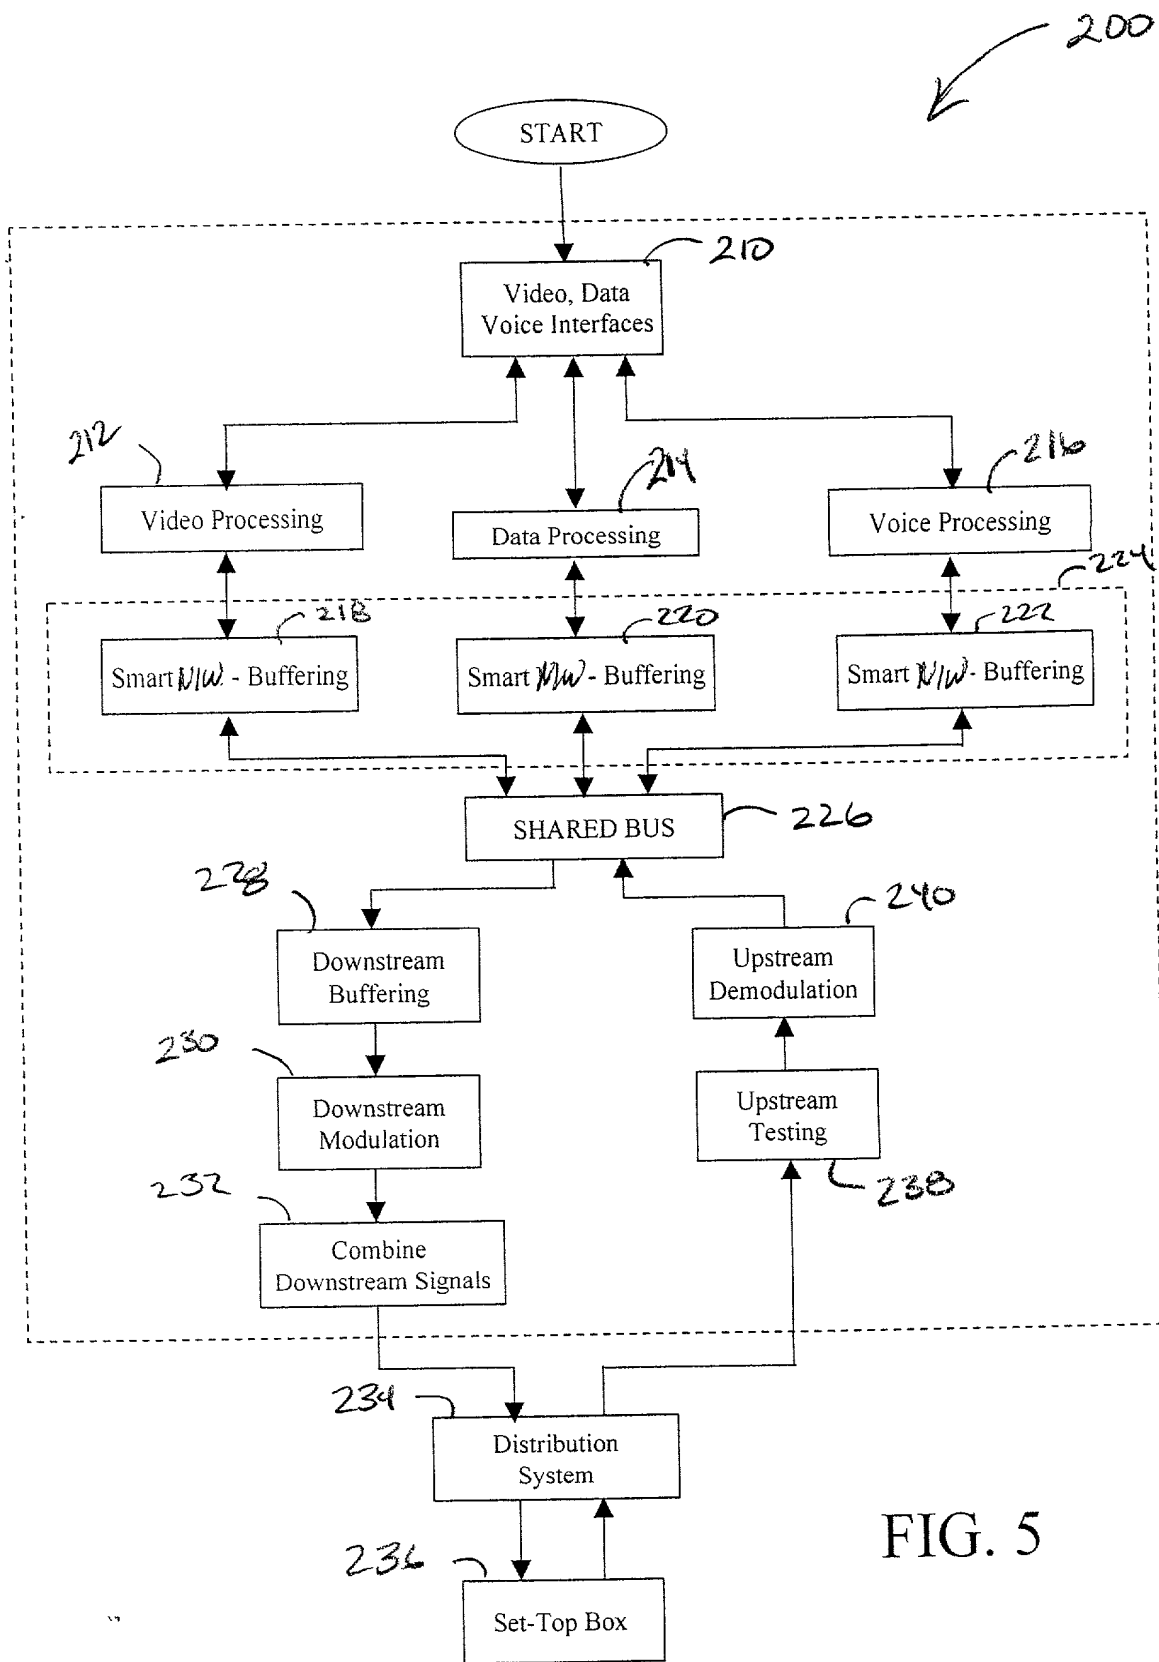 200
START
210
Video, Data
Voice Interfaces
212
214
216
Video Processing
Data Processing
Voice Processing
224
218
220
222
Smart N/W - Buffering
Smart N/W - Buffering
Smart N/W - Buffering
SHARED BUS
226
228
240
Downstream
Buffering
Upstream
Demodulation
230
Downstream
Modulation
Upstream
Testing
232
238
Combine
Downstream Signals
234
Distribution
System
FIG. 5
236
Set-Top Box